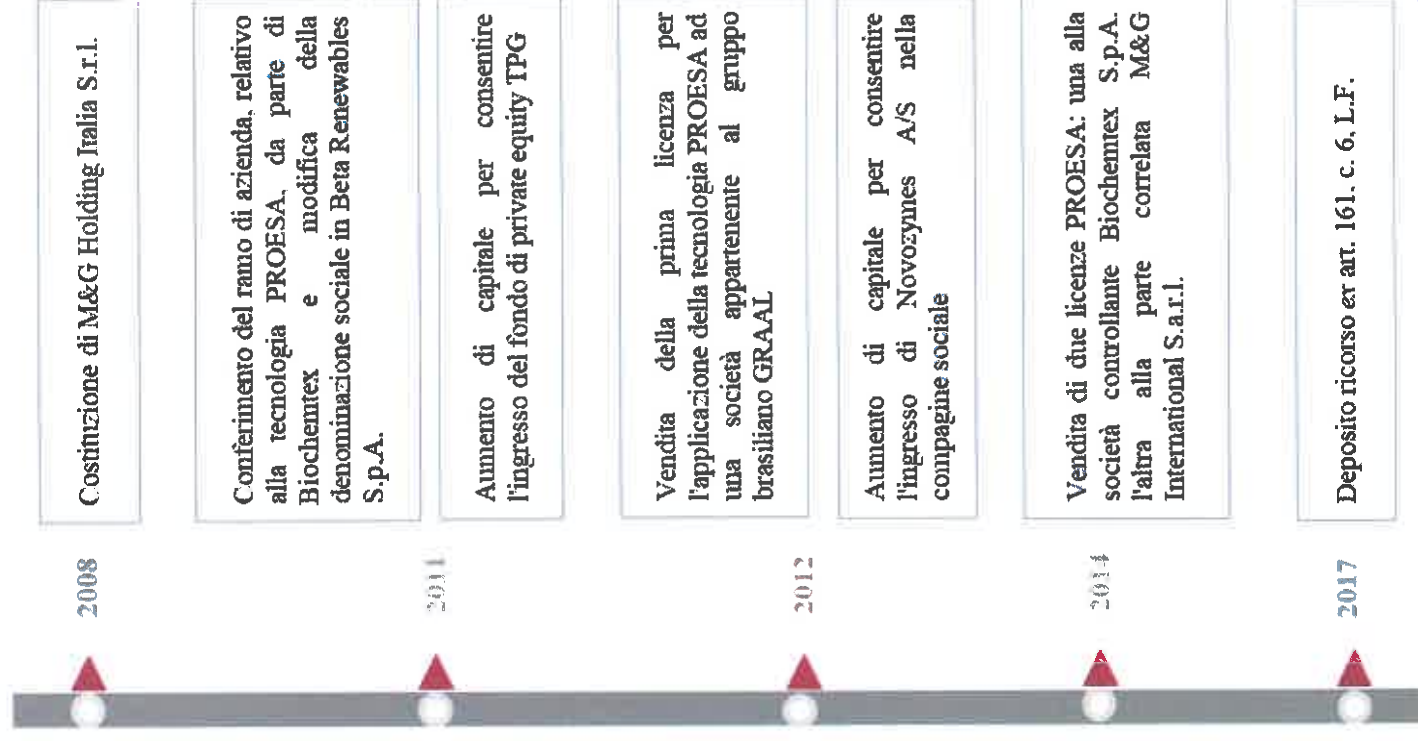 2008
Costituzione di M&G Holding Italia S.r.l.
2011
Conferimento del ramo di azienda, relativo
alla tecnologia PROESA, da parte di
Biochemtex e modifica della
denominazione sociale in Beta Renewables
S.p.A.
Aumento di capitale per consentire
l'ingresso del fondo di private equity TPG
2012
Vendita della prima licenza per
l'applicazione della tecnologia PROESA ad
una società appartenente al gruppo
brasiliano GRAAL
Aumento di capitale per consentire
l'ingresso di Novozymes A/S nella
compagine sociale
2014
Vendita di due licenze PROESA: una alla
società controllante Biochemtex S.p.A.
l'altra alla parte correlata M&G
International S.a.r.l.
2017
Deposito ricorso ex art. 161. c. 6, L.F.